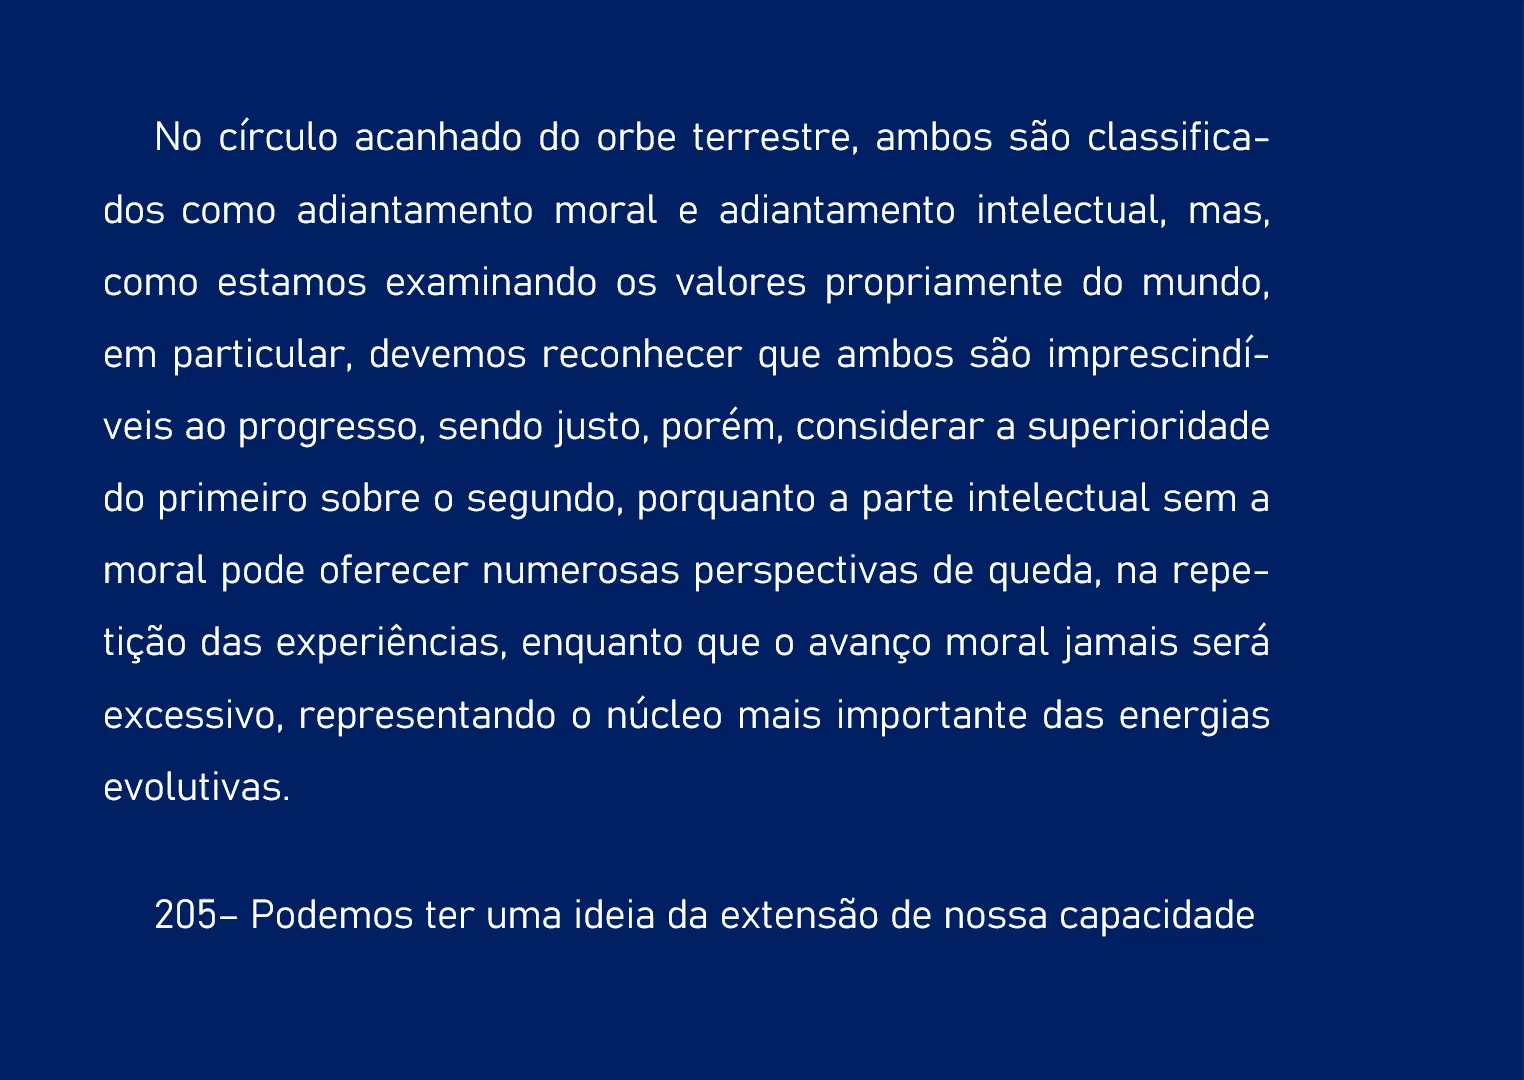 No círculo acanhado do orbe terrestre, ambos são classifica-
dos como adiantamento moral e adiantamento intelectual, mas,
como estamos examinando os valores propriamente do mundo,
em particular, devemos reconhecer que ambos são imprescindí-
veis ao progresso, sendo justo, porém, considerar a superioridade
do primeiro sobre o segundo, porquanto a parte intelectual sem a
moral pode oferecer numerosas perspectivas de queda, na repe-
tição das experiências, enquanto que o avanço moral jamais será
excessivo, representando o núcleo mais importante das energias
evolutivas.
205– Podemos ter uma ideia da extensão de nossa capacidade